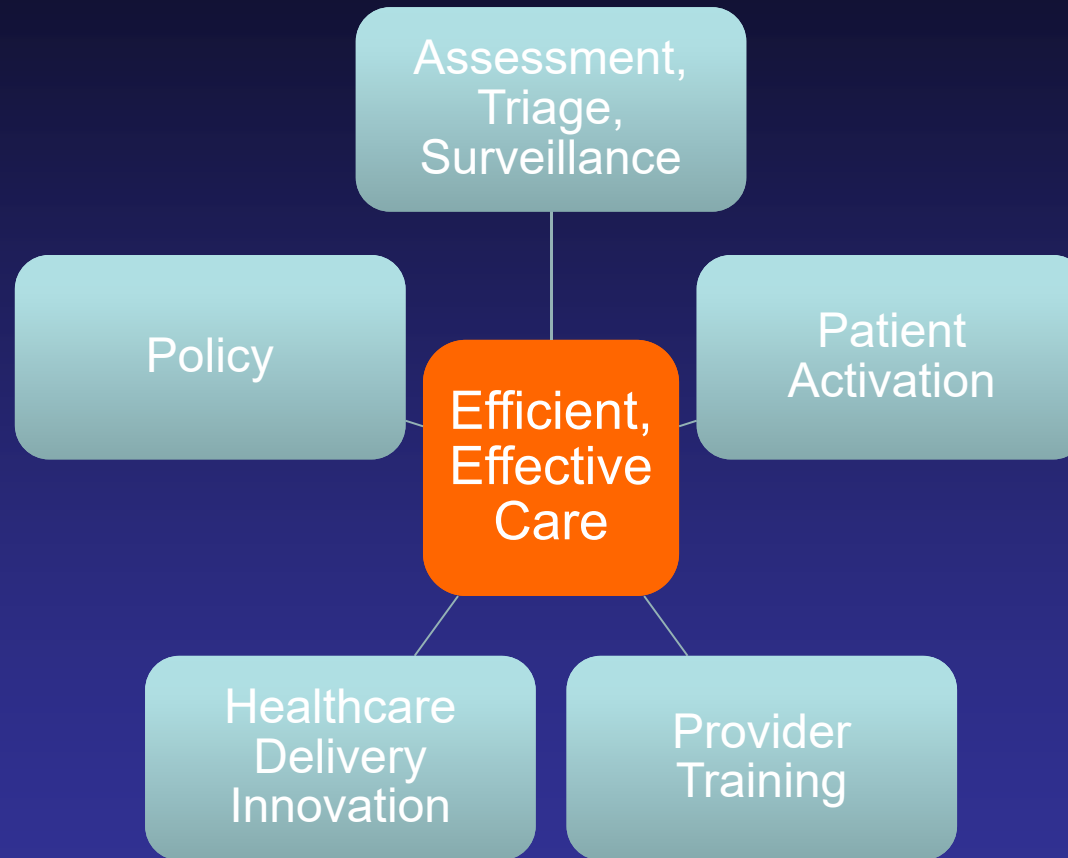 Assessment,
Triage,
Surveillance
Policy
Patient
Activation
Efficient,
Effective
Care
Healthcare
Delivery
Innovation
Provider
Training